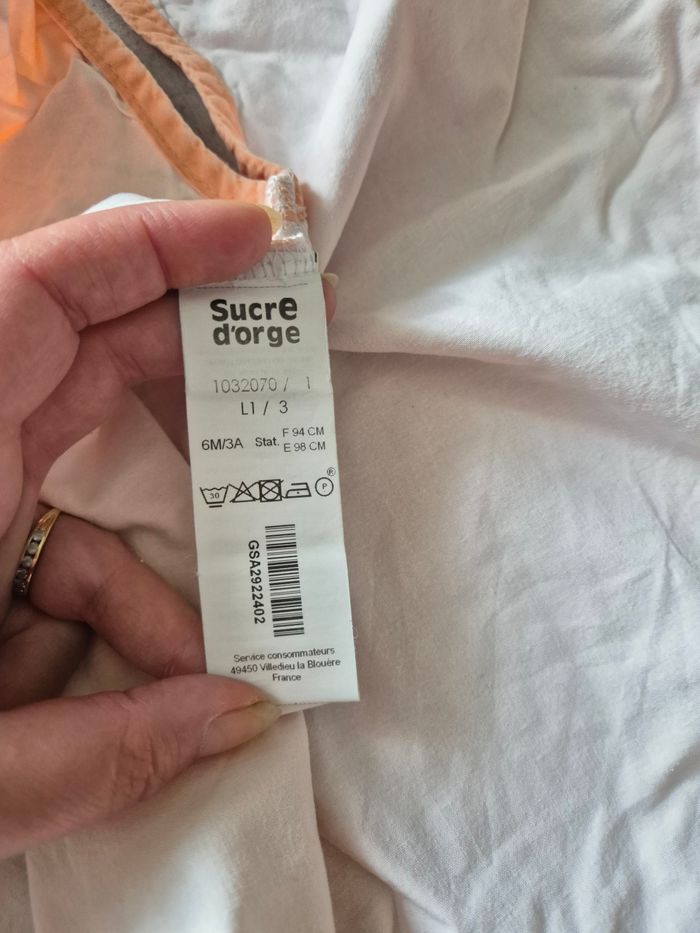 Sucre
d'orge
1032070 / 1
L1 / 3
6M/3A Stat. F 94 CM
E 98 CM
®
30 P
GSA2922402
Service consommateurs
49450 Villedieu la Blouère
France